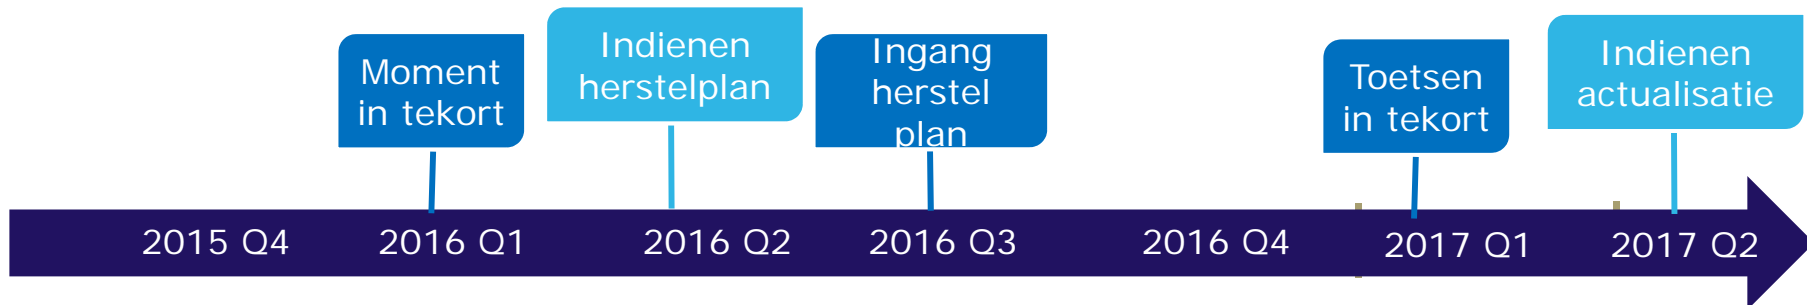 Moment
in tekort
Indienen
herstelplan
Ingang
herstel
plan
Toetsen
in tekort
Indienen
actualisatie
2015 Q4
2016 Q1
2016 Q2
2016 Q3
2016 Q4
2017 Q1
2017 Q2